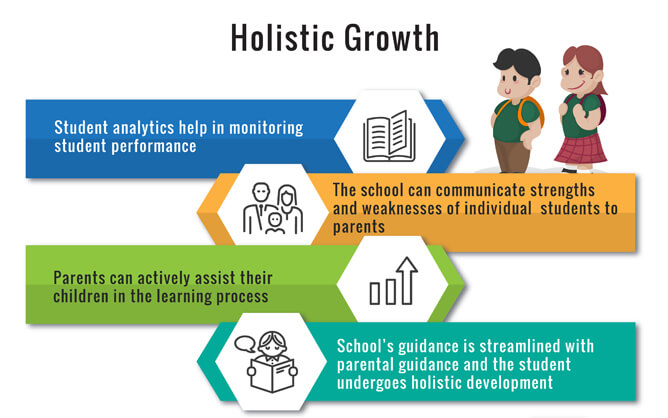 Holistic Growth
Student analytics help in monitoring
student performance
The school can communicate strengths
and weaknesses of individual students to
parents
Parents can actively assist their
children in the learning process
School's guidance is streamlined with
parental guidance and the student
undergoes holistic development